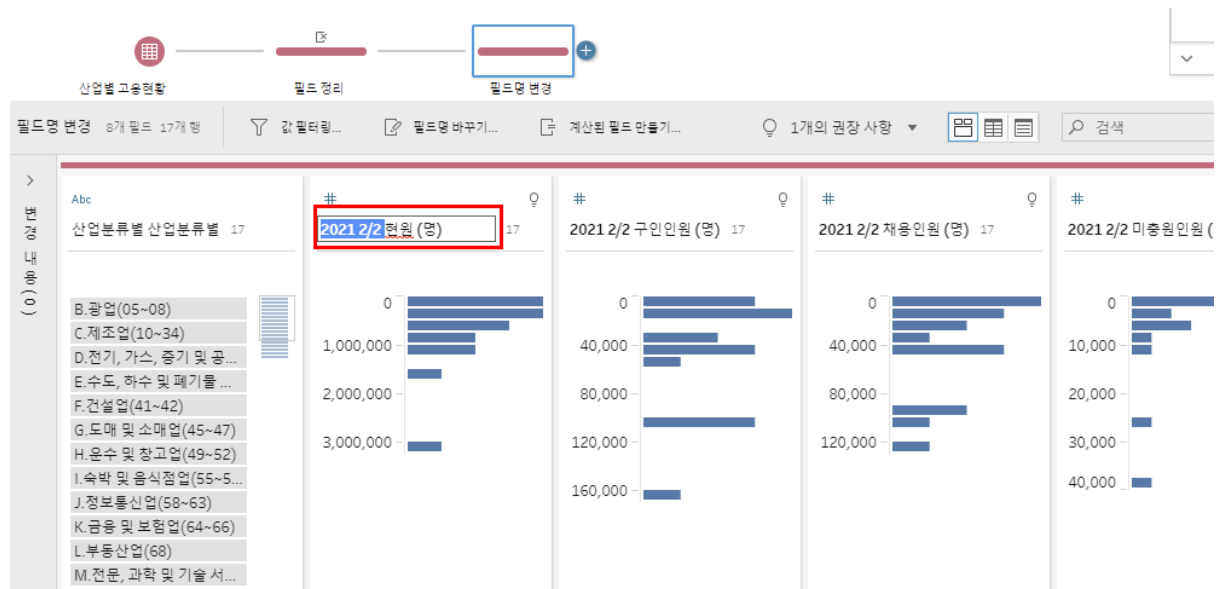 산업별 고용현황
필드 정리
필드명 변경
필드명 변경 8개 필드 17개 행
값 필터링...
필드명 바꾸기...
계산된 필드 만들기...
1개의 권장 사항
검색
변경 내용(0)
Abc
산업분류별 산업분류별 17
B.광업(05~08)
C.제조업(10~34)
D.전기, 가스, 증기 및 공...
E.수도, 하수 및 폐기물 ...
F.건설업(41~42)
G.도매 및 소매업(45~47)
H.운수 및 창고업(49~52)
I.숙박 및 음식점업(55~5...
J.정보통신업(58~63)
K.금융 및 보험업(64~66)
L.부동산업(68)
M.전문, 과학 및 기술 서...
#
2021 2/2 현원 (명) 17
0
1,000,000
2,000,000
3,000,000
#
2021 2/2 구인인원 (명) 17
0
40,000
80,000
120,000
160,000
#
2021 2/2 채용인원 (명) 17
0
40,000
80,000
120,000
#
2021 2/2 미충원인원 (
0
10,000
20,000
30,000
40,000